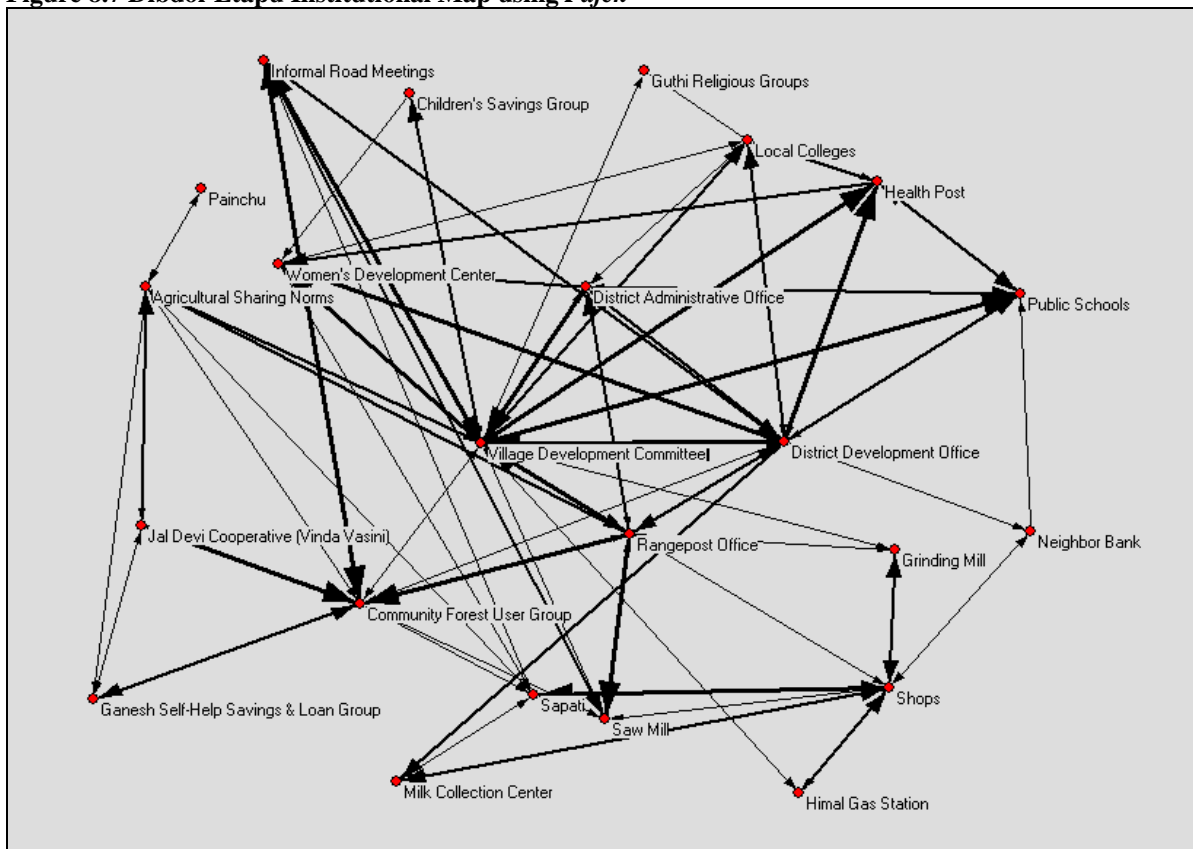 Figure 8.7 Dibdor Etapu Institutional Map using Pajek
Informal Road Meetings
Guthi Religious Groups
Children's Savings Group
Local Colleges
Health Post
Painchu
Women's Development Center
Agricultural Sharing Norms
District Administrative Office
Public Schools
Village Development Committee
District Development Office
Jal Devi Cooperative (Vinda Vasini)
Rangepost Office
Neighbor Bank
Grinding Mill
Community Forest User Group
Ganesh Self-Help Savings & Loan Group
Sapati
Shops
Saw Mill
Milk Collection Center
Himal Gas Station